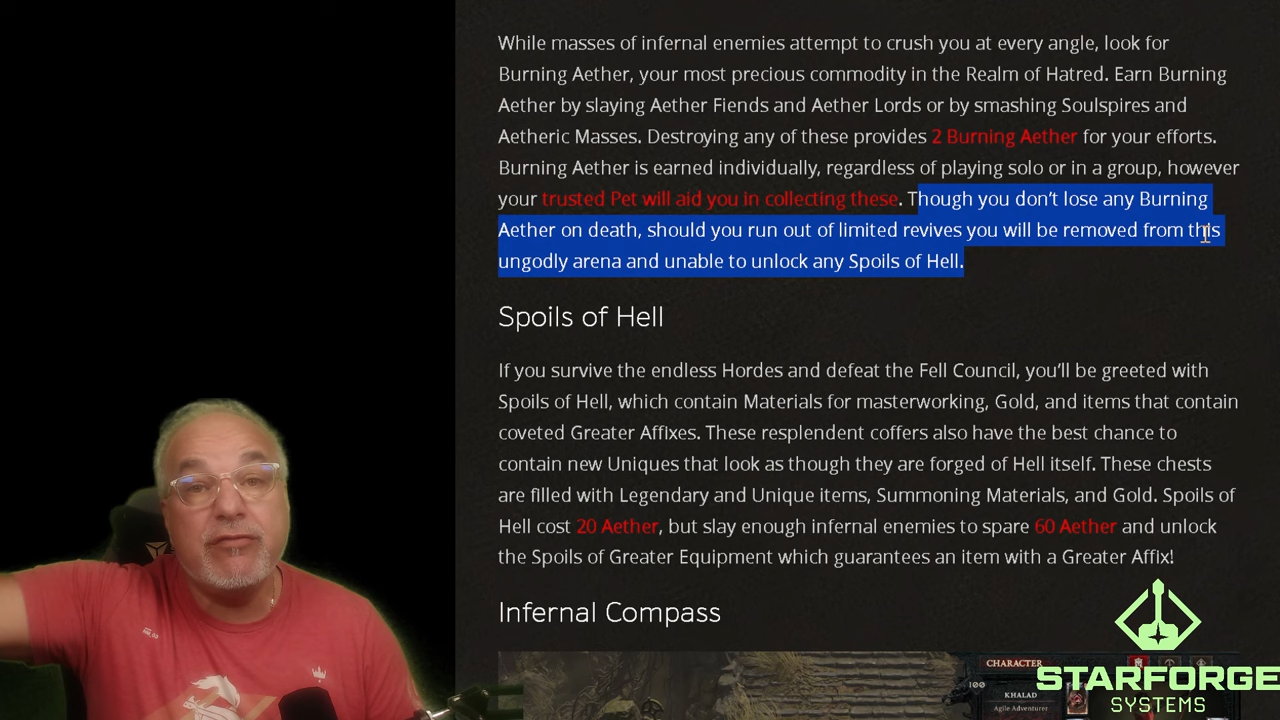 While masses of infernal enemies attempt to crush you at every angle, look for
Burning Aether, your most precious commodity in the Realm of Hatred. Earn Burning
Aether by slaying Aether Fiends and Aether Lords or by smashing Soulspires and
Aetheric Masses. Destroying any of these provides 2 Burning Aether for your efforts.
Burning Aether is earned individually, regardless of playing solo or in a group, however
your trusted Pet will aid you in collecting these. Though you don’t lose any Burning
Aether on death, should you run out of limited revives you will be removed from this
ungodly arena and unable to unlock any Spoils of Hell.
Spoils of Hell
If you survive the endless Hordes and defeat the Fell Council, you’ll be greeted with
Spoils of Hell, which contain Materials for masterworking, Gold, and items that contain
coveted Greater Affixes. These resplendent coffers also have the best chance to
contain new Uniques that look as though they are forged of Hell itself. These chests
are filled with Legendary and Unique items, Summoning Materials, and Gold. Spoils of
Hell cost 20 Aether, but slay enough infernal enemies to spare 60 Aether and unlock
the Spoils of Greater Equipment which guarantees an item with a Greater Affix!
Infernal Compass
CHARACTER
100
KHALAD
Agile Adventurer
STARFORGE
SYSTEMS